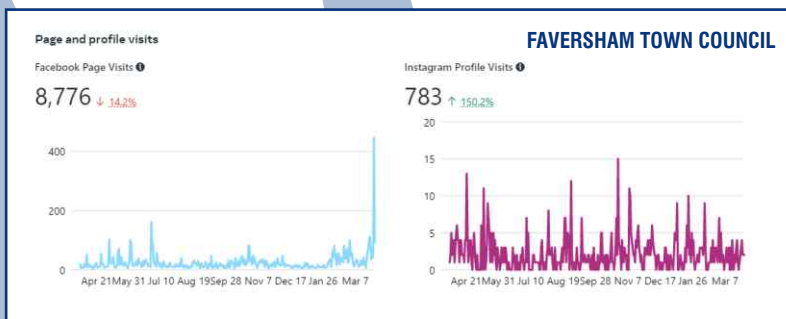 FAVERSHAM TOWN COUNCIL
Page and profile visits
Facebook Page Visits
8,776 ↓ 14.2%
400
200
0
Apr 21May 31 Jul 10 Aug 19Sep 28 Nov 7 Dec 17 Jan 26 Mar 7
Instagram Profile Visits
783 ↑ 150.2%
20
15
10
5
0
Apr 21May 31 Jul 10 Aug 19Sep 28 Nov 7 Dec 17 Jan 26 Mar 7